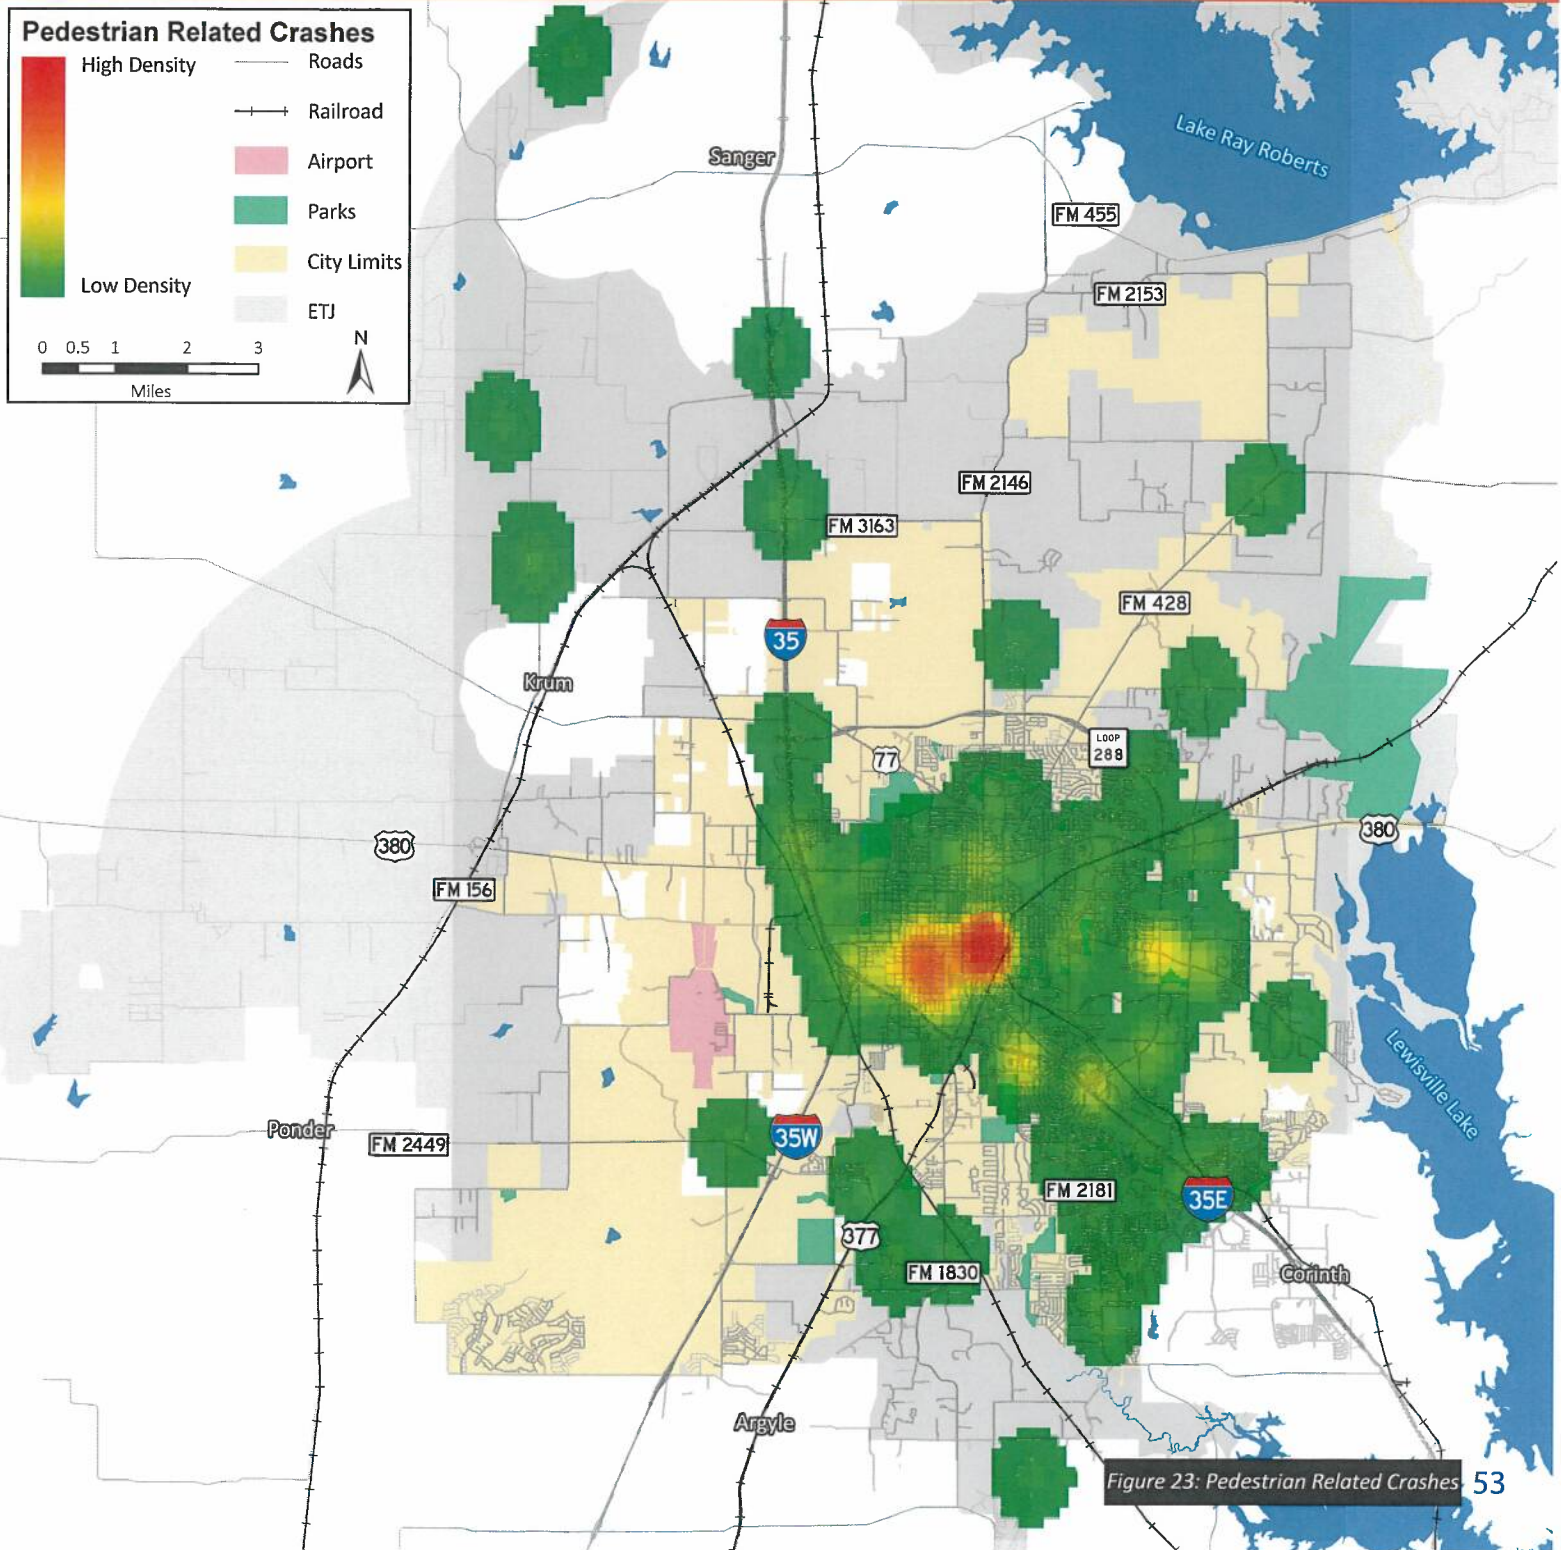 Pedestrian Related Crashes
High Density
Low Density
Roads
Railroad
Airport
Parks
City Limits
ETJ
0 0.5 1 2 3
Miles
N
Sanger
Lake Ray Roberts
FM 455
FM 2153
FM 2146
FM 3163
FM 428
35
Krum
LOOP
288
77
380
380
FM 156
Lewisville Lake
Ponder
FM 2449
35W
FM 2181
35E
377
FM 1830
Corinth
Argyle
Figure 23: Pedestrian Related Crashes
53